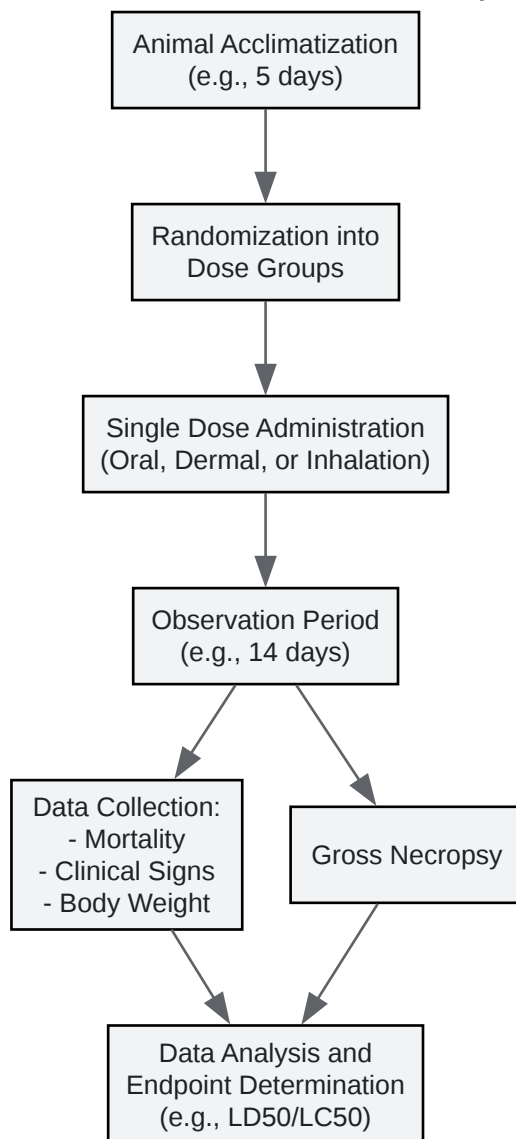 Animal Acclimatization
(e.g., 5 days)
Randomization into
Dose Groups
Single Dose Administration
(Oral, Dermal, or Inhalation)
Observation Period
(e.g., 14 days)
Data Collection:
- Mortality
- Clinical Signs
- Body Weight
Gross Necropsy
Data Analysis and
Endpoint Determination
(e.g., LD50/LC50)